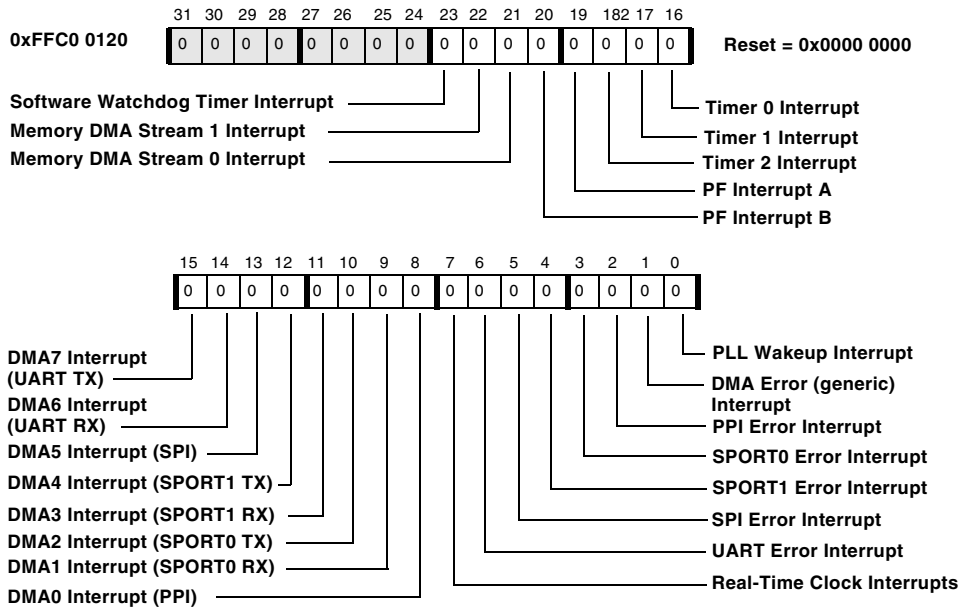 31 30 29 28 27 26 25 24 23 22 21 20 19 182 17 16
0xFFC0 0120 0 0 0 0 0 0 0 0 0 0 0 0 0 0 0 0 Reset = 0x0000 0000
Software Watchdog Timer Interrupt
Memory DMA Stream 1 Interrupt
Memory DMA Stream 0 Interrupt
Timer 0 Interrupt
Timer 1 Interrupt
Timer 2 Interrupt
PF Interrupt A
PF Interrupt B
15 14 13 12 11 10 9 8 7 6 5 4 3 2 1 0
0 0 0 0 0 0 0 0 0 0 0 0 0 0 0 0
DMA7 Interrupt
(UART TX)
DMA6 Interrupt
(UART RX)
DMA5 Interrupt (SPI)
DMA4 Interrupt (SPORT1 TX)
DMA3 Interrupt (SPORT1 RX)
DMA2 Interrupt (SPORT0 TX)
DMA1 Interrupt (SPORT0 RX)
DMA0 Interrupt (PPI)
PLL Wakeup Interrupt
DMA Error (generic)
Interrupt
PPI Error Interrupt
SPORT0 Error Interrupt
SPORT1 Error Interrupt
SPI Error Interrupt
UART Error Interrupt
Real-Time Clock Interrupts